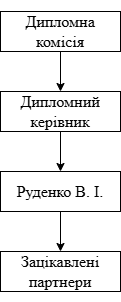 Дипломна
комісія
Дипломний
керівник
Руденко В. І.
Зацікавлені
партнери